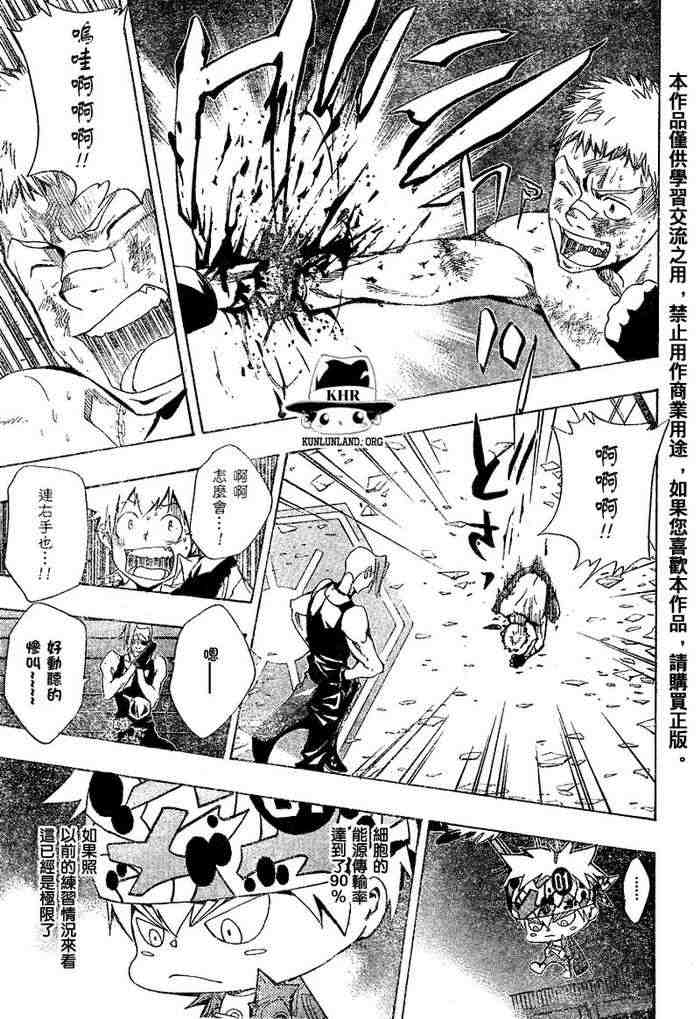 本作品僅供學習交流之用，禁止用作商業用途，如果您喜歡本作品，請購買正版。
嗚哇啊啊啊!!
KHR
KUNLUNLAND.ORG
啊啊啊!!
啊啊
怎麼會…!
連右手也…!!
嗯——
好動聽的
慘叫~~~~
01
細胞的
能源傳輸率
達到了90%
如果照
以前的練習情況來看
這已經是極限了